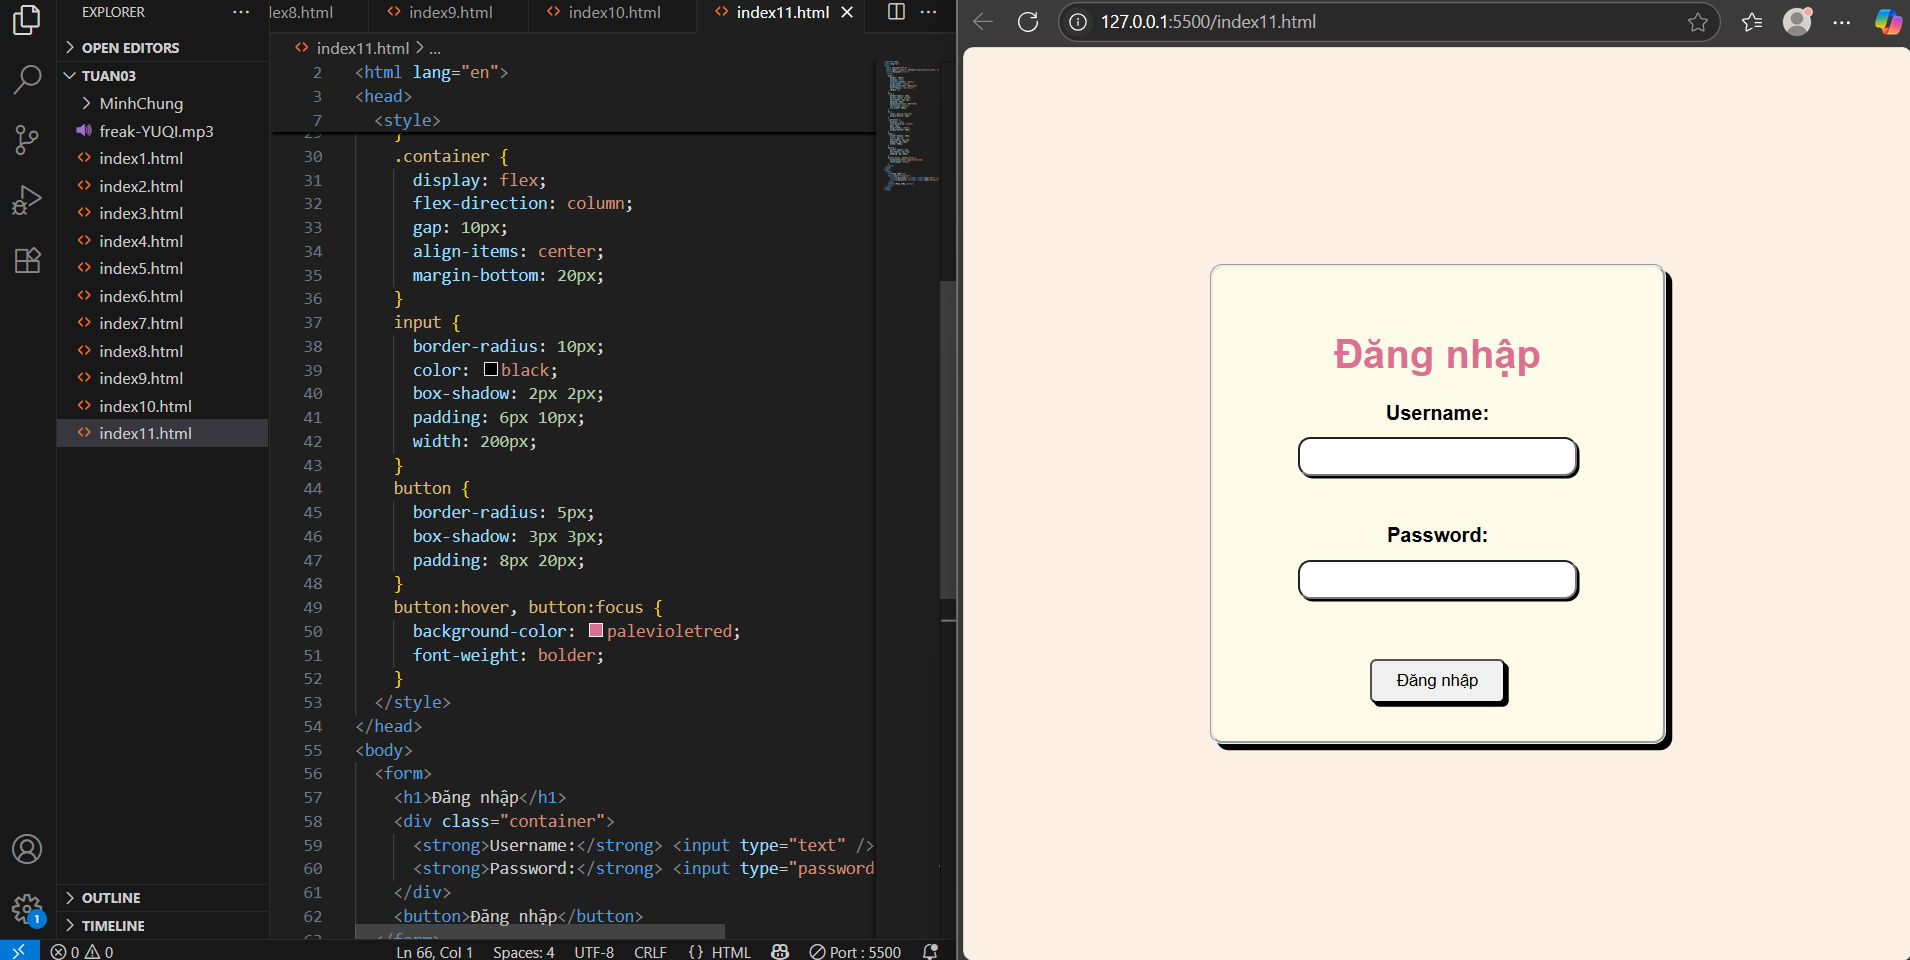 EXPLORER
OPEN EDITORS
TUAN03
MinhChung
freak-YUQI.mp3
index1.html
index2.html
index3.html
index4.html
index5.html
index6.html
index7.html
index8.html
index9.html
index10.html
index11.html
OUTLINE
TIMELINE
lex8.html
index9.html
index10.html
index11.html
index11.html > ...
2 <html lang="en">
3 <head>
7 <style>
29 }
30 .container {
31 display: flex;
32 flex-direction: column;
33 gap: 10px;
34 align-items: center;
35 margin-bottom: 20px;
36 }
37 input {
38 border-radius: 10px;
39 color: black;
40 box-shadow: 2px 2px;
41 padding: 6px 10px;
42 width: 200px;
43 }
44 button {
45 border-radius: 5px;
46 box-shadow: 3px 3px;
47 padding: 8px 20px;
48 }
49 button:hover, button:focus {
50 background-color: palevioletred;
51 font-weight: bolder;
52 }
53 </style>
54 </head>
55 <body>
56 <form>
57 <h1>Đăng nhập</h1>
58 <div class="container">
59 <strong>Username:</strong> <input type="text" />
60 <strong>Password:</strong> <input type="password
61 </div>
62 <button>Đăng nhập</button>
63 </form>
1
0 0
Ln 66, Col 1 Spaces: 4 UTF-8 CRLF {} HTML Port : 5500
127.0.0.1:5500/index11.html
Đăng nhập
Username:
Password:
Đăng nhập